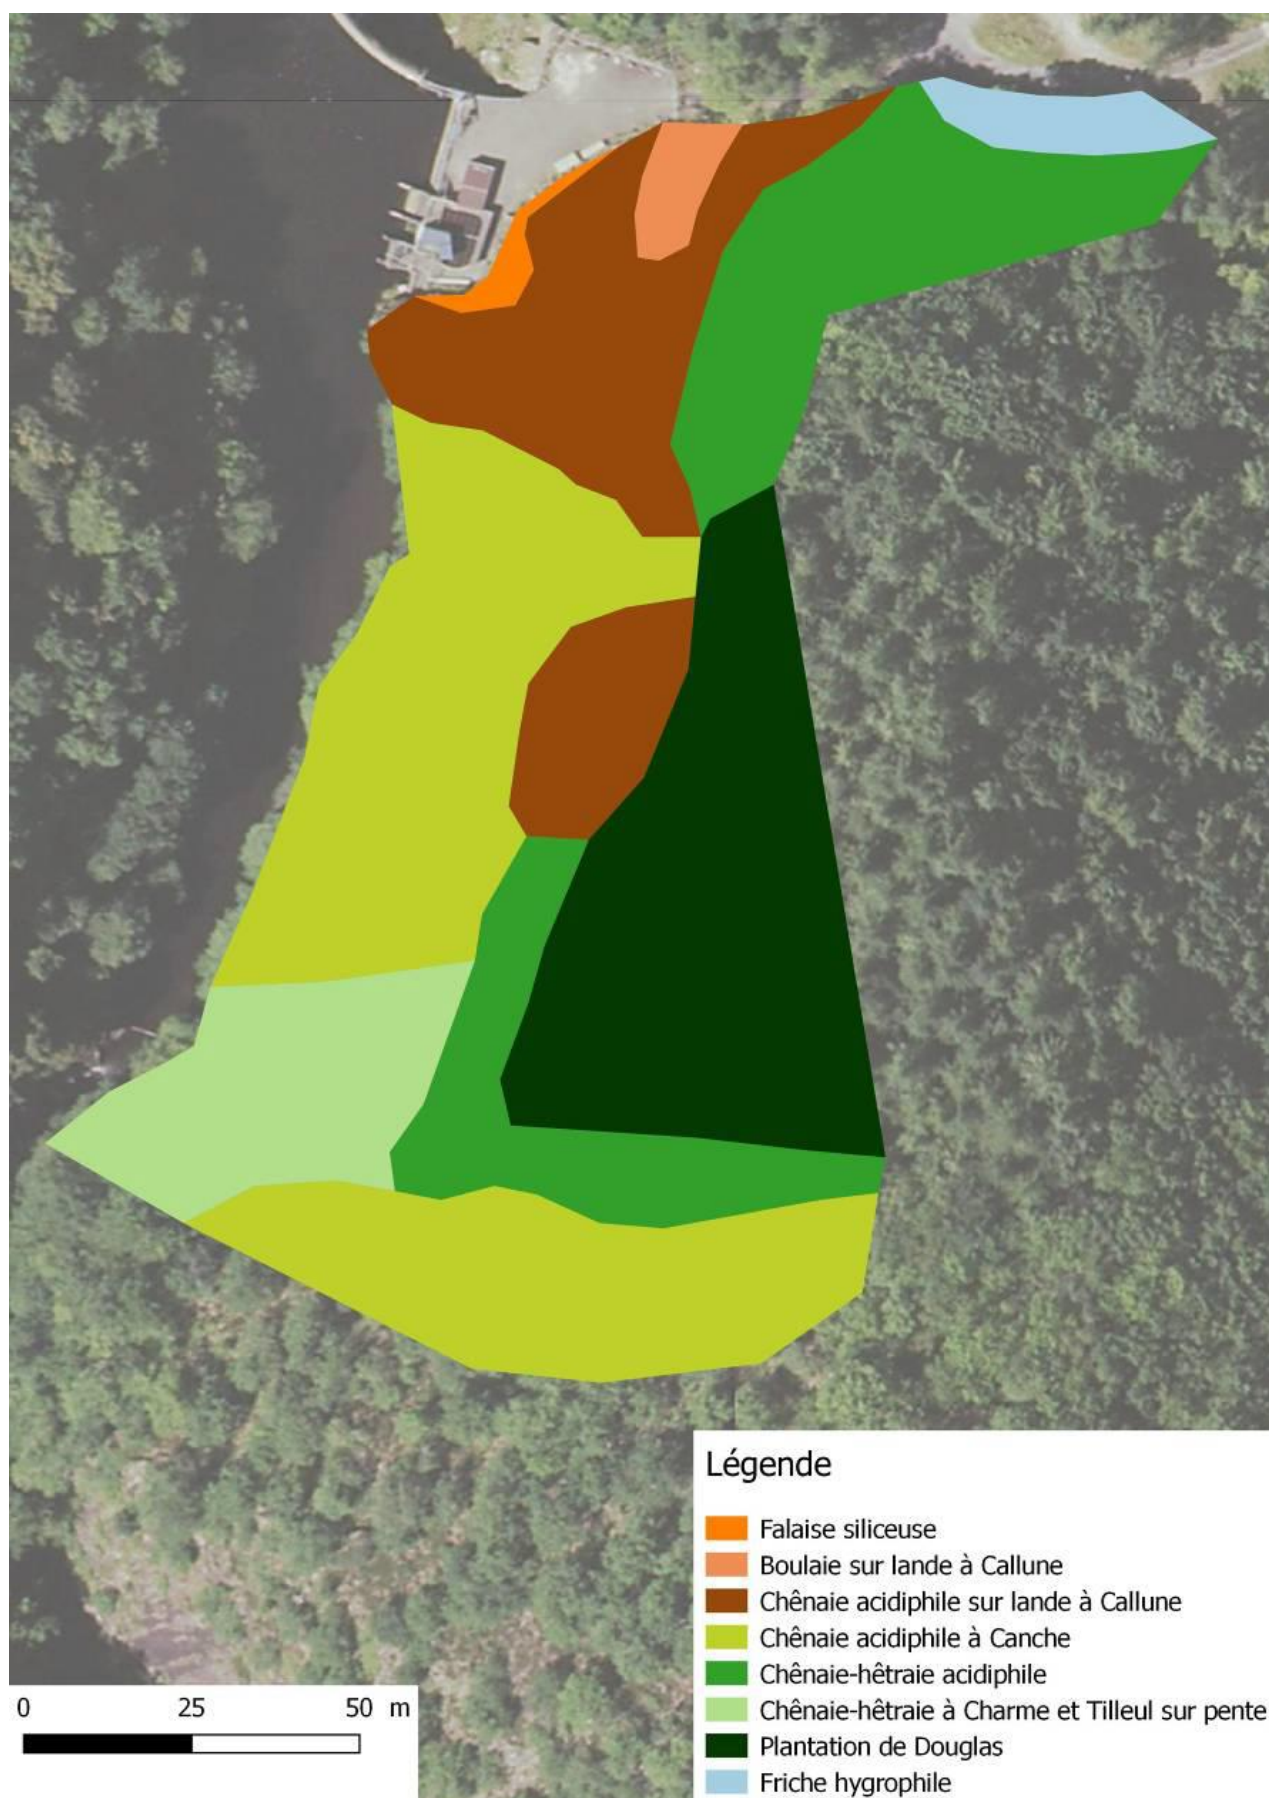 Légende
Falaise siliceuse
Boulaie sur lande à Callune
Chênaie acidiphile sur lande à Callune
Chênaie acidiphile à Canche
Chênaie-hêtraie acidiphile
Chênaie-hêtraie à Charme et Tilleul sur pente
Plantation de Douglas
Friche hygrophile
0 25 50 m